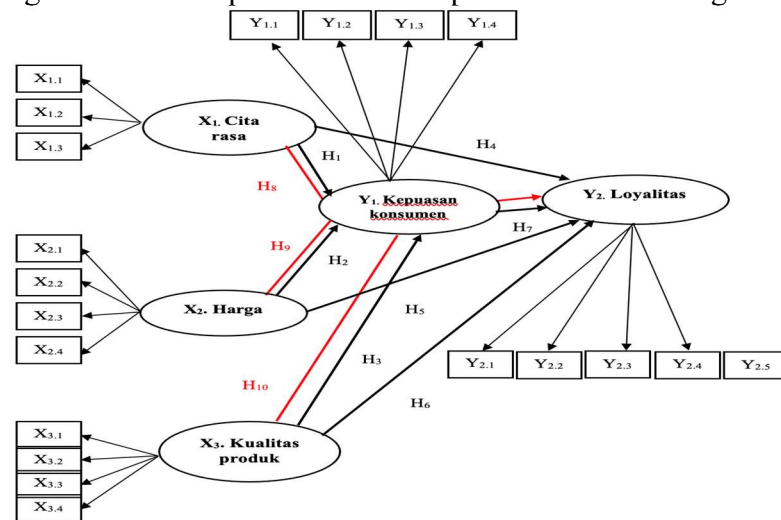 Y1.1
Y1.2
Y1.3
Y1.4
X1.1
X1.2
X1.3
X1. Cita
rasa
H4
H1
H8
Y1. Kepuasan
konsumen
Y2. Loyalitas
H9
H7
H2
X2.1
X2.2
X2.3
X2.4
X2. Harga
H5
H3
H10
H6
Y2.1
Y2.2
Y2.3
Y2.4
Y2.5
X3.1
X3.2
X3.3
X3.4
X3. Kualitas
produk